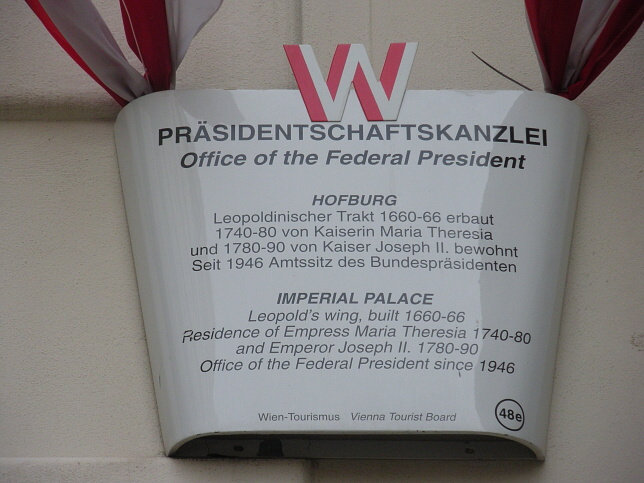 W
PRÄSIDENTSCHAFTSKANZLEI
Office of the Federal President
HOFBURG
Leopoldinischer Trakt 1660-66 erbaut
1740-80 von Kaiserin Maria Theresia
und 1780-90 von Kaiser Joseph II. bewohnt
Seit 1946 Amtssitz des Bundespräsidenten
IMPERIAL PALACE
Leopold's wing, built 1660-66
Residence of Empress Maria Theresia 1740-80
and Emperor Joseph II. 1780-90
Office of the Federal President since 1946
Wien-Tourismus Vienna Tourist Board 48e